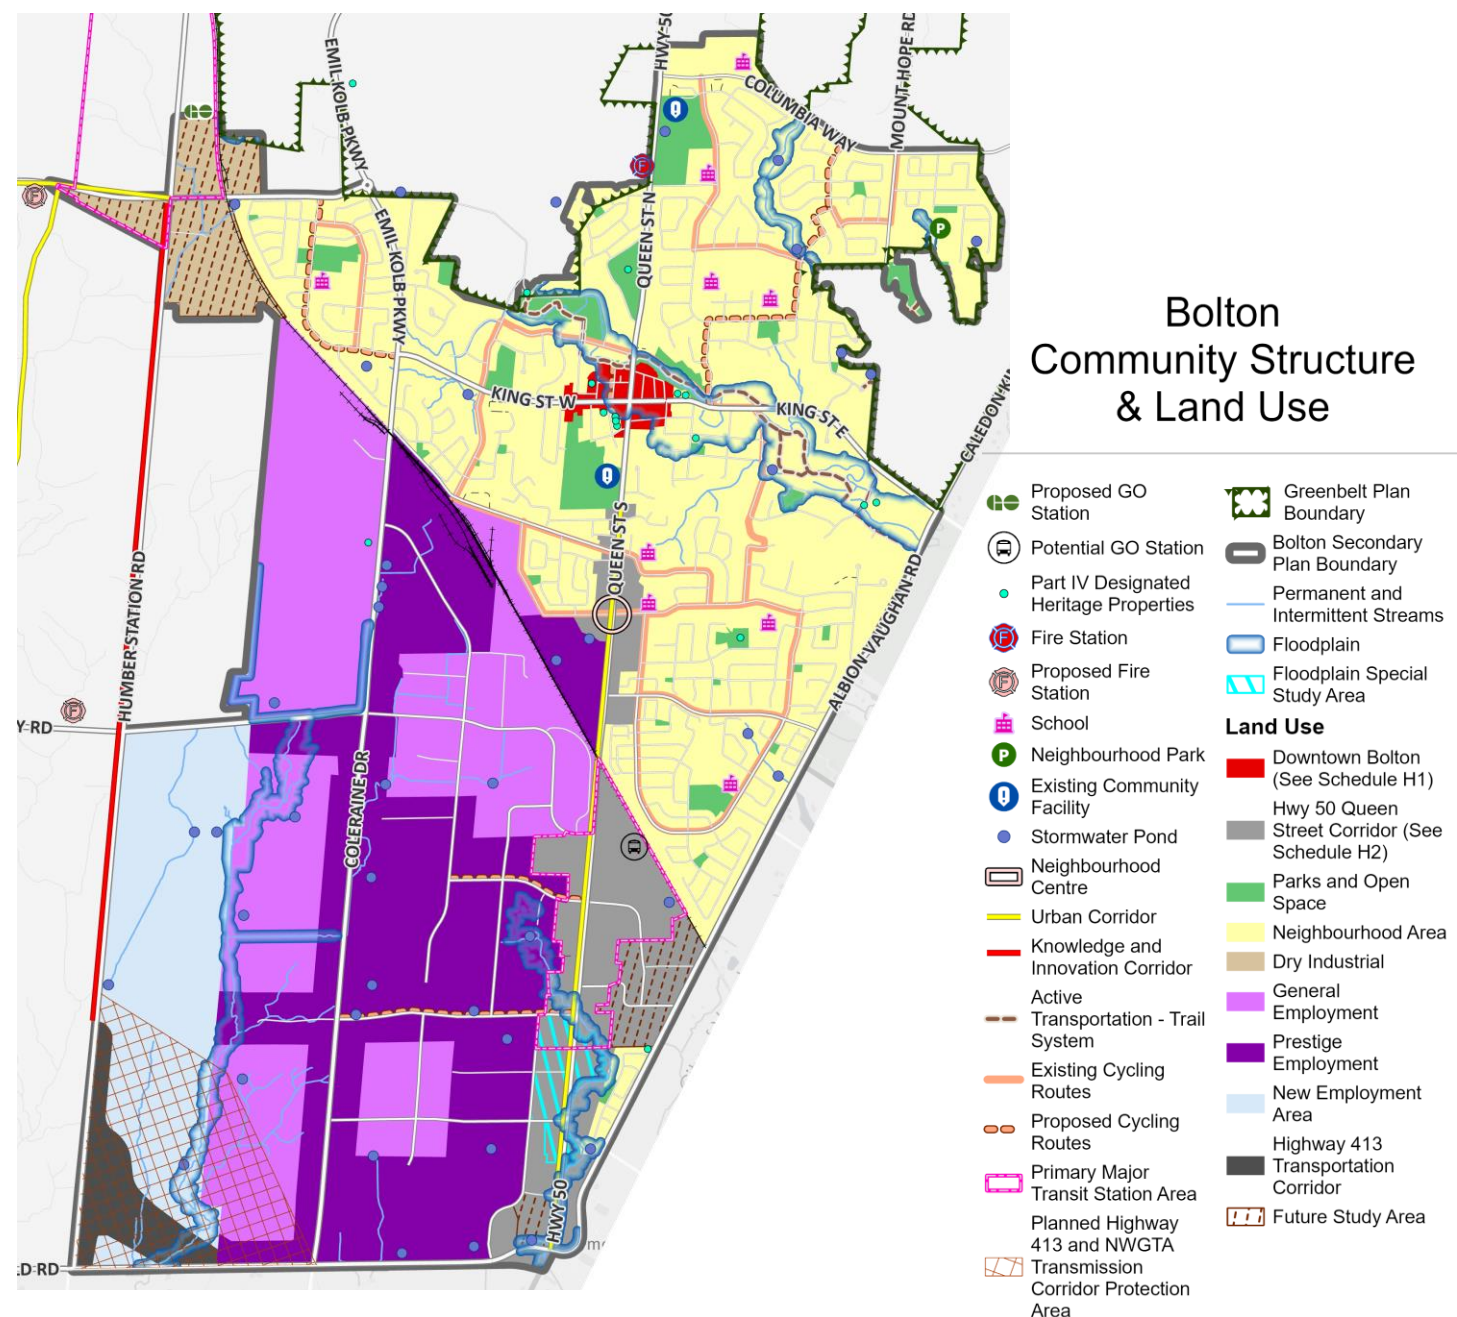 HWY 50
MOUNT HOPE RD
EMIL KOLB PKWY
COLUMBIA WAY
QUEEN ST N
EMIL KOLB PKWY
KING ST W
KING ST E
QUEEN ST S
HUMBER STATION RD
ALBION VAUGHAN RD
Y RD
COLERAINE DR
HWY 50
D RD
Bolton
Community Structure
& Land Use
Proposed GO
Station
Potential GO Station
Part IV Designated
Heritage Properties
Fire Station
Proposed Fire
Station
School
Neighbourhood Park
Existing Community
Facility
Stormwater Pond
Neighbourhood
Centre
Urban Corridor
Knowledge and
Innovation Corridor
Active
Transportation - Trail
System
Existing Cycling
Routes
Proposed Cycling
Routes
Primary Major
Transit Station Area
Planned Highway
413 and NWGTA
Transmission
Corridor Protection
Area
Greenbelt Plan
Boundary
Bolton Secondary
Plan Boundary
Permanent and
Intermittent Streams
Floodplain
Floodplain Special
Study Area
Land Use
Downtown Bolton
(See Schedule H1)
Hwy 50 Queen
Street Corridor (See
Schedule H2)
Parks and Open
Space
Neighbourhood Area
Dry Industrial
General
Employment
Prestige
Employment
New Employment
Area
Highway 413
Transportation
Corridor
Future Study Area